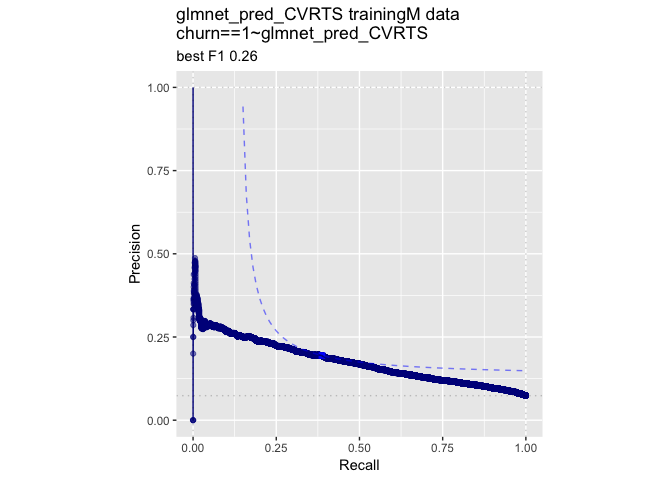 glmnet_pred_CVRTS trainingM data
churn==1~glmnet_pred_CVRTS
best F1 0.26
1.00
0.75
0.50
0.25
0.00
Precision
0.00 0.25 0.50 0.75 1.00
Recall